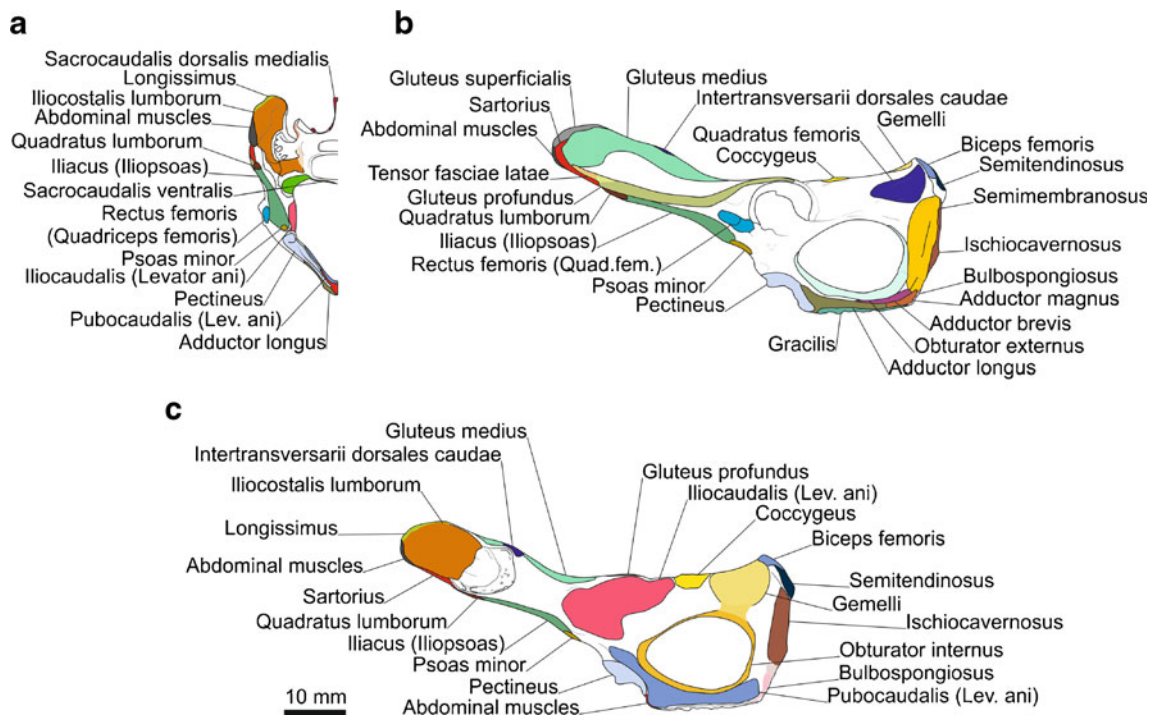 a
Sacrocaudalis dorsalis medialis
Longissimus
Iliocostalis lumborum
Abdominal muscles
Quadratus lumborum
Iliacus (Iliopsoas)
Sacrocaudalis ventralis
Rectus femoris
(Quadriceps femoris)
Psoas minor
Iliocaudalis (Levator ani)
Pectineus
Pubocaudalis (Lev. ani)
Adductor longus
b
Gluteus superficialis
Sartorius
Abdominal muscles
Tensor fasciae latae
Gluteus profundus
Quadratus lumborum
Iliacus (Iliopsoas)
Rectus femoris (Quad.fem.)
Psoas minor
Pectineus
Gracilis
Gluteus medius
Intertransversarii dorsales caudae
Gemelli
Quadratus femoris
Coccygeus
Biceps femoris
Semitendinosus
Semimembranosus
Ischiocavernosus
Bulbospongiosus
Adductor magnus
Adductor brevis
Obturator externus
Adductor longus
c
Gluteus medius
Intertransversarii dorsales caudae
Iliocostalis lumborum
Longissimus
Abdominal muscles
Sartorius
Quadratus lumborum
Iliacus (Iliopsoas)
Psoas minor
Pectineus
Abdominal muscles
Gluteus profundus
Iliocaudalis (Lev. ani)
Coccygeus
Biceps femoris
Semitendinosus
Gemelli
Ischiocavernosus
Obturator internus
Bulbospongiosus
Pubocaudalis (Lev. ani)
10 mm